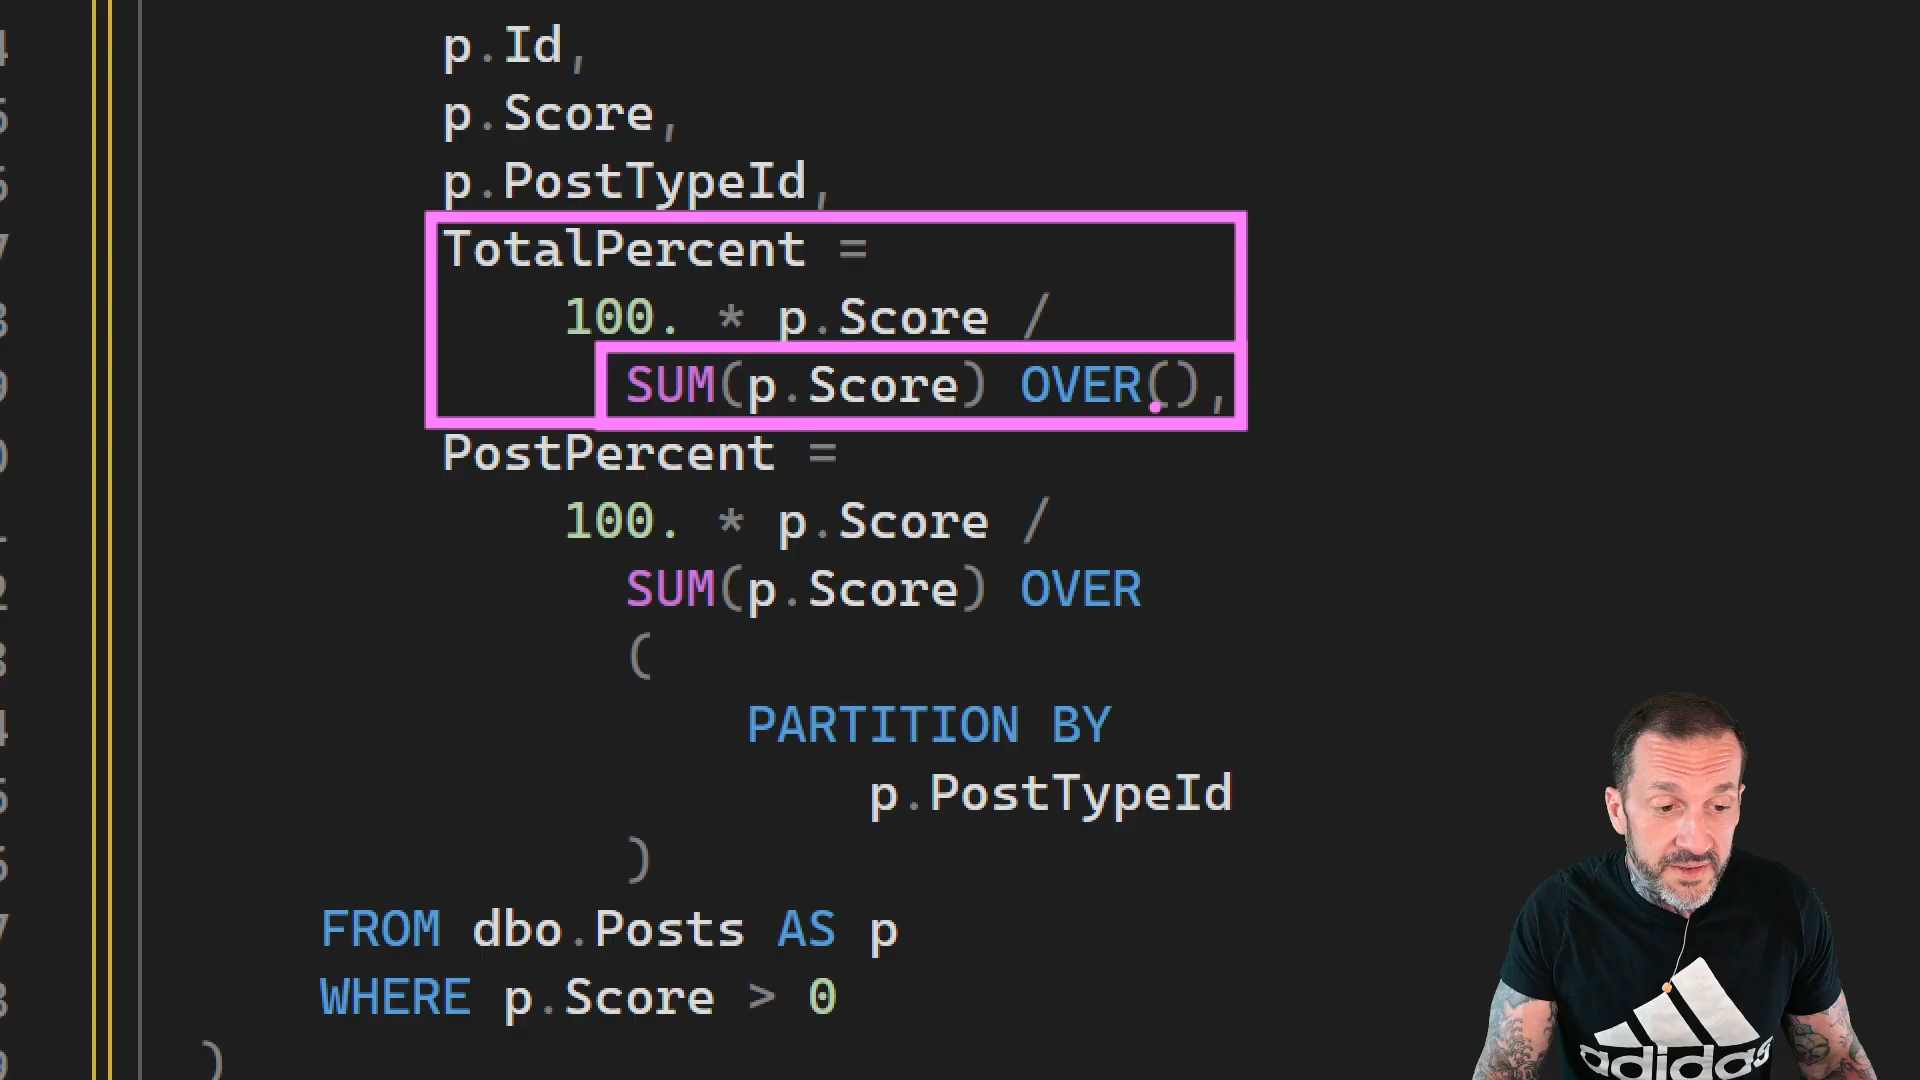 p.Id,
p.Score,
p.PostTypeId,
TotalPercent =
100. * p.Score /
SUM(p.Score) OVER(),
PostPercent =
100. * p.Score /
SUM(p.Score) OVER
(
PARTITION BY
p.PostTypeId
)
FROM dbo.Posts AS p
WHERE p.Score > 0
)
adidas